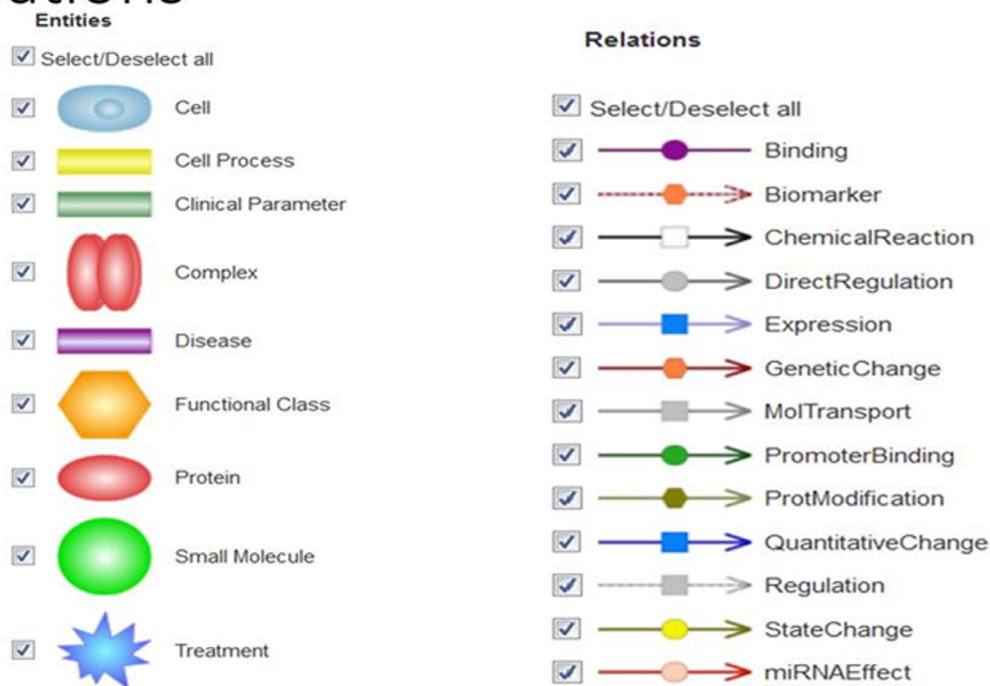 Entities
Select/Deselect all
Cell
Cell Process
Clinical Parameter
Complex
Disease
Functional Class
Protein
Small Molecule
Treatment
Relations
Select/Deselect all
Binding
Biomarker
ChemicalReaction
DirectRegulation
Expression
GeneticChange
MolTransport
PromoterBinding
ProtModification
QuantitativeChange
Regulation
StateChange
miRNAEffect